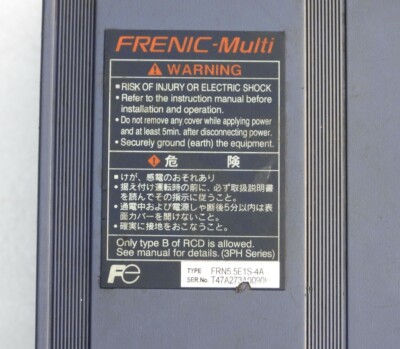 FRENIC-Multi
⚠ WARNING
● RISK OF INJURY OR ELECTRIC SHOCK
● Refer to the instruction manual before
installation and operation.
● Do not remove any cover while applying power
and at least 5min. after disconnecting power.
● Securely ground (earth) the equipment.
危 険
■ けが、感電のおそれあり
● 据え付け運転時の前に、必ず取扱説明書
を読んでその指示に従うこと。
● 通電中および電源しゃ断後5分以内は表
面カバーを開けないこと。
● 確実に接地をおこなうこと。
Only type B of RCD is allowed.
See manual for details. (3PH Series)
Fe
TYPE FRN5.5E1S-4A
SER.No.